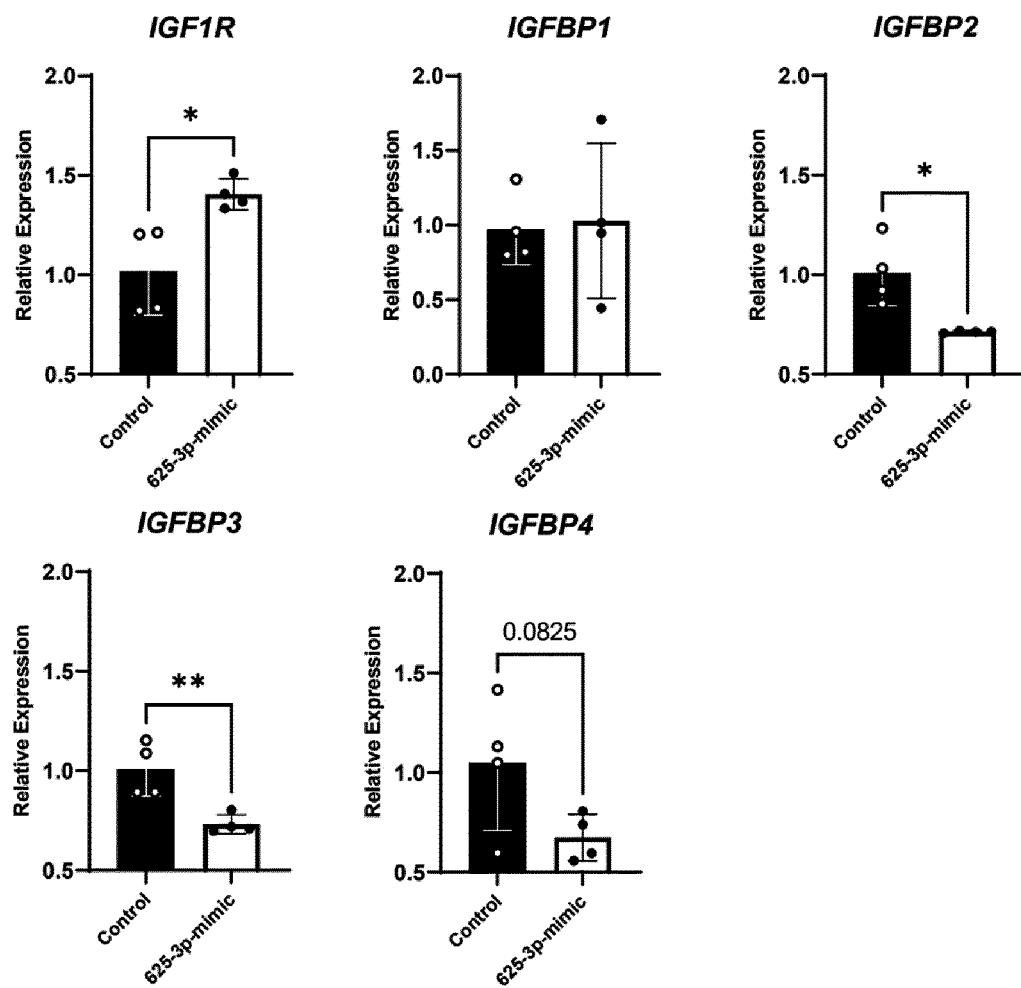 IGF1R
Relative Expression
2.0
1.5
1.0
0.5
*
Control
625-3p-mimic
IGFBP1
Relative Expression
2.0
1.5
1.0
0.5
0.0
Control
625-3p-mimic
IGFBP2
Relative Expression
2.0
1.5
1.0
0.5
*
Control
625-3p-mimic
IGFBP3
Relative Expression
2.0
1.5
1.0
0.5
**
Control
625-3p-mimic
IGFBP4
Relative Expression
2.0
1.5
1.0
0.5
0.0825
Control
625-3p-mimic